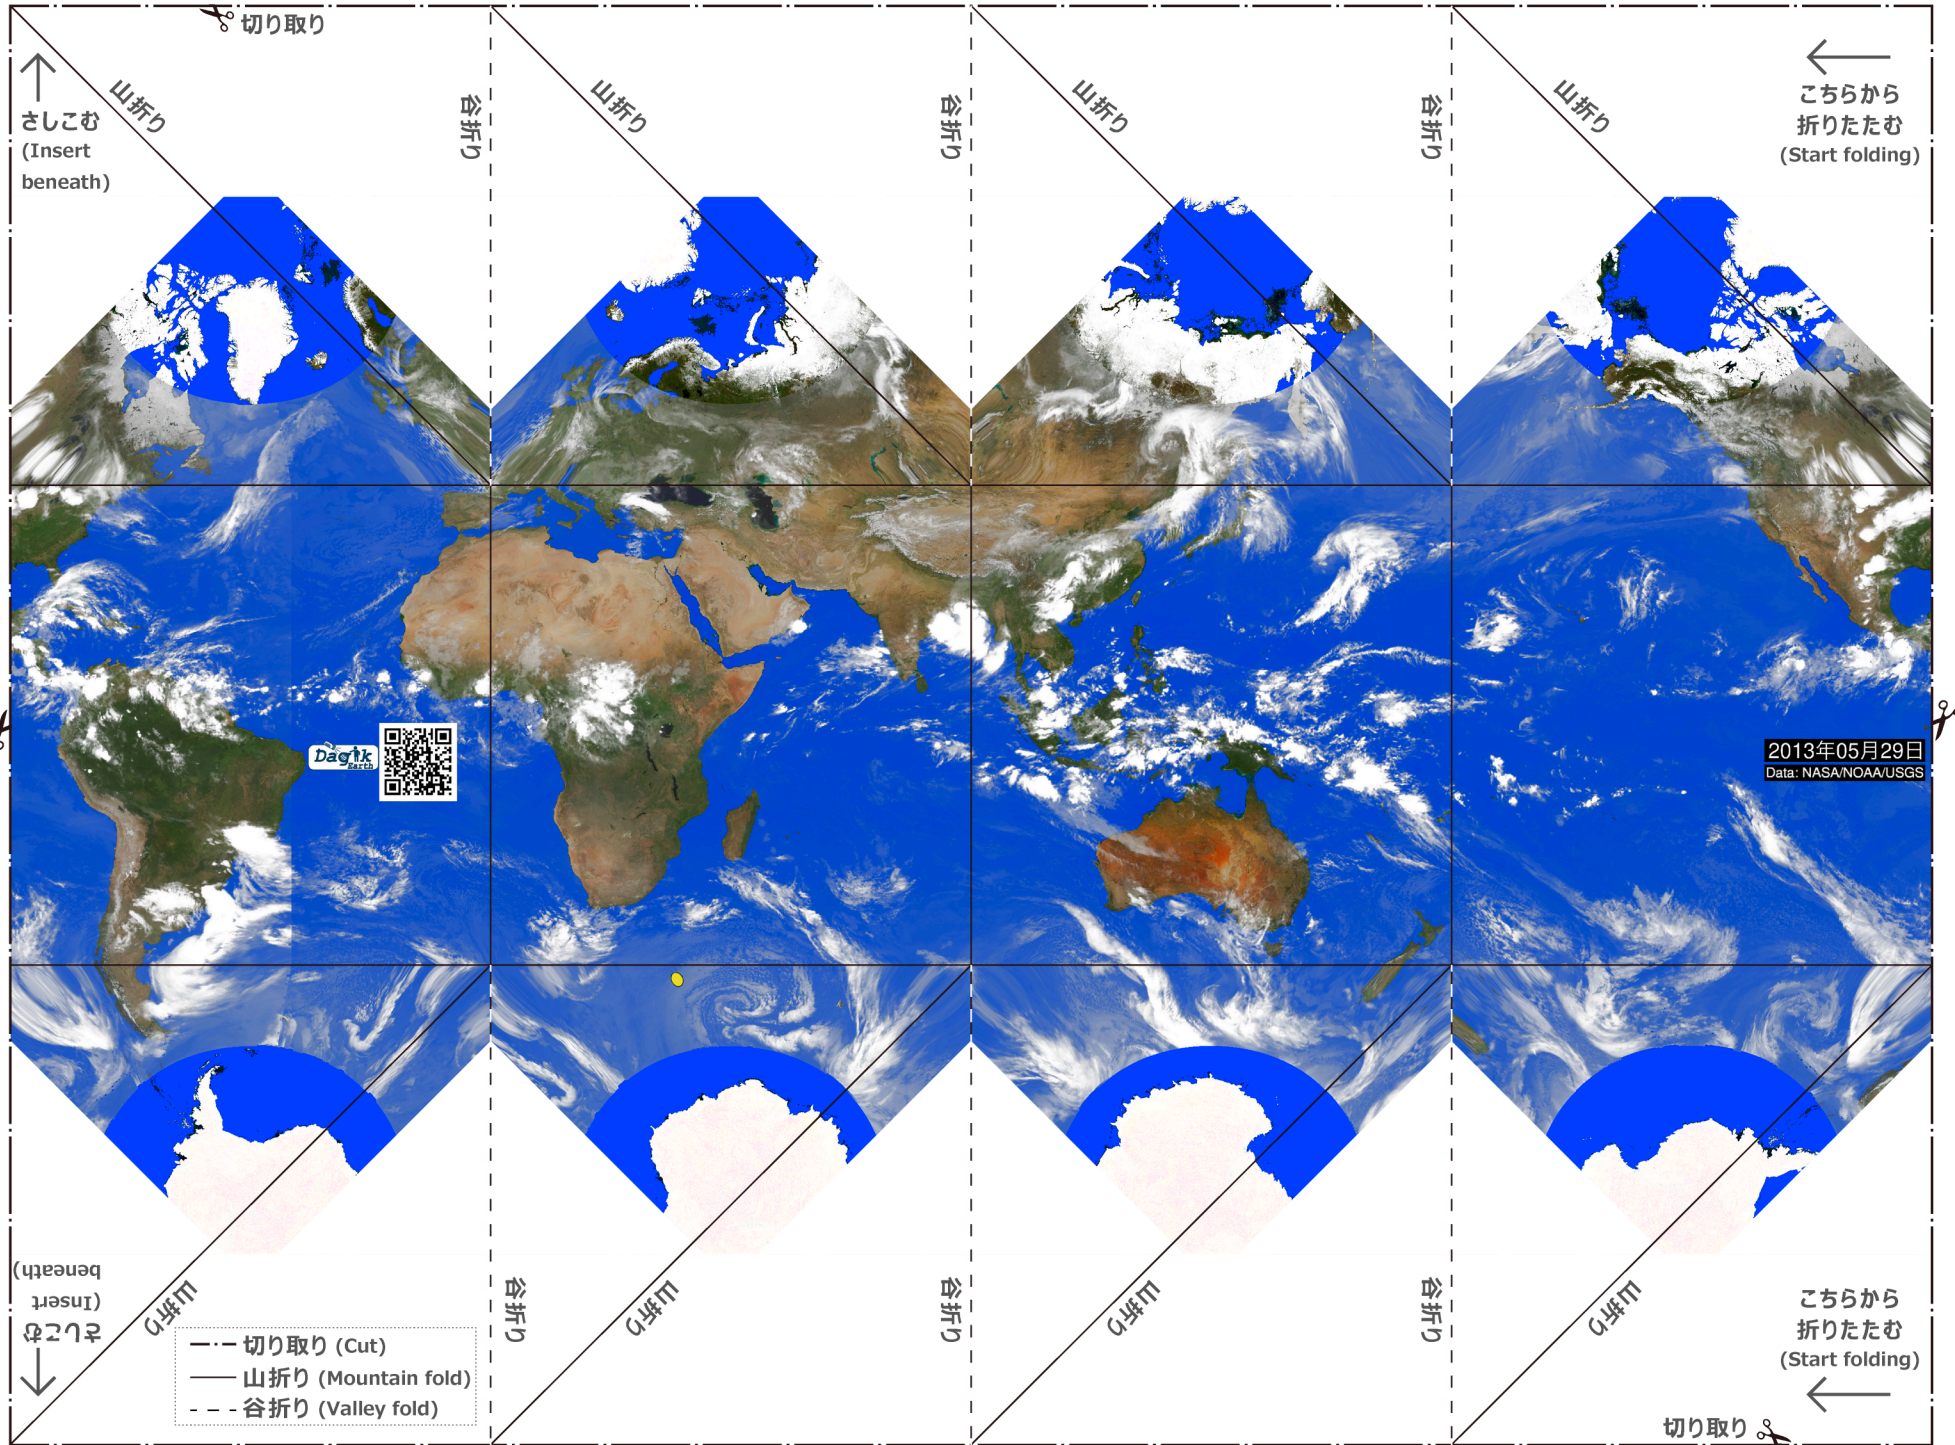 切り取り
山折り
谷折り
山折り
谷折り
山折り
谷折り
山折り
さしこむ
(Insert
beneath)
こちらから
折りたたむ
(Start folding)
Dagik
Earth
2013年05月29日
Data: NASA/NOAA/USGS
さしこむ
(Insert
beneath)
山折り
谷折り
山折り
谷折り
山折り
谷折り
山折り
こちらから
折りたたむ
(Start folding)
切り取り (Cut)
山折り (Mountain fold)
谷折り (Valley fold)
切り取り